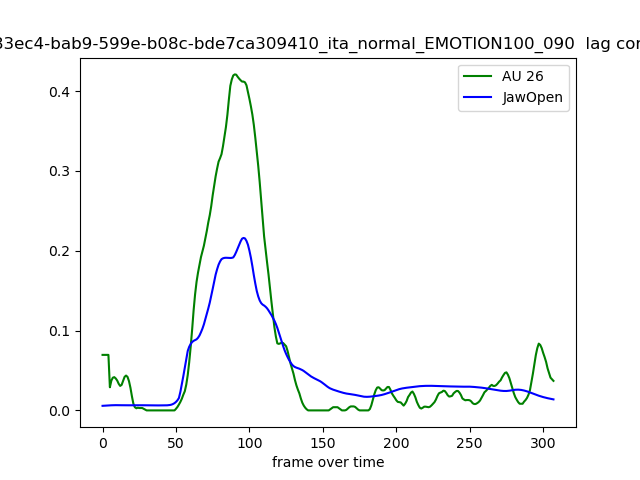 33ec4-bab9-599e-b08c-bde7ca309410_ita_normal_EMOTION100_090 lag cor
AU 26
JawOpen
0.4
0.3
0.2
0.1
0.0
0 50 100 150 200 250 300
frame over time